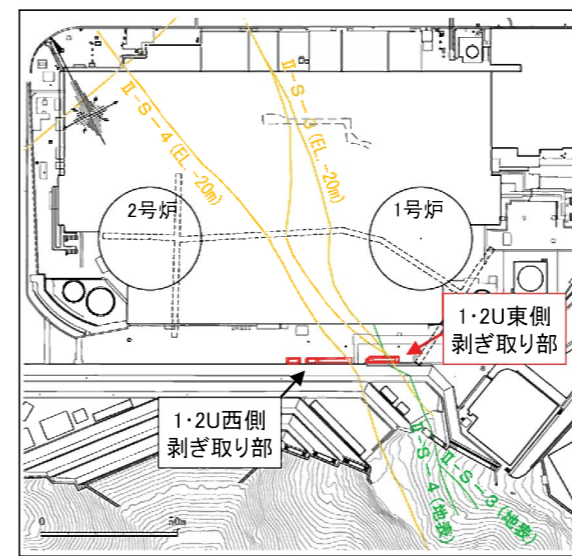 Ⅱ-S-4 (EL. -20m)
Ⅱ-S-3 (EL. -20m)
2号炉
1号炉
1・2U東側
剥ぎ取り部
1・2U西側
剥ぎ取り部
Ⅱ-S-4 (地表)
Ⅱ-S-3 (地表)
0 50m